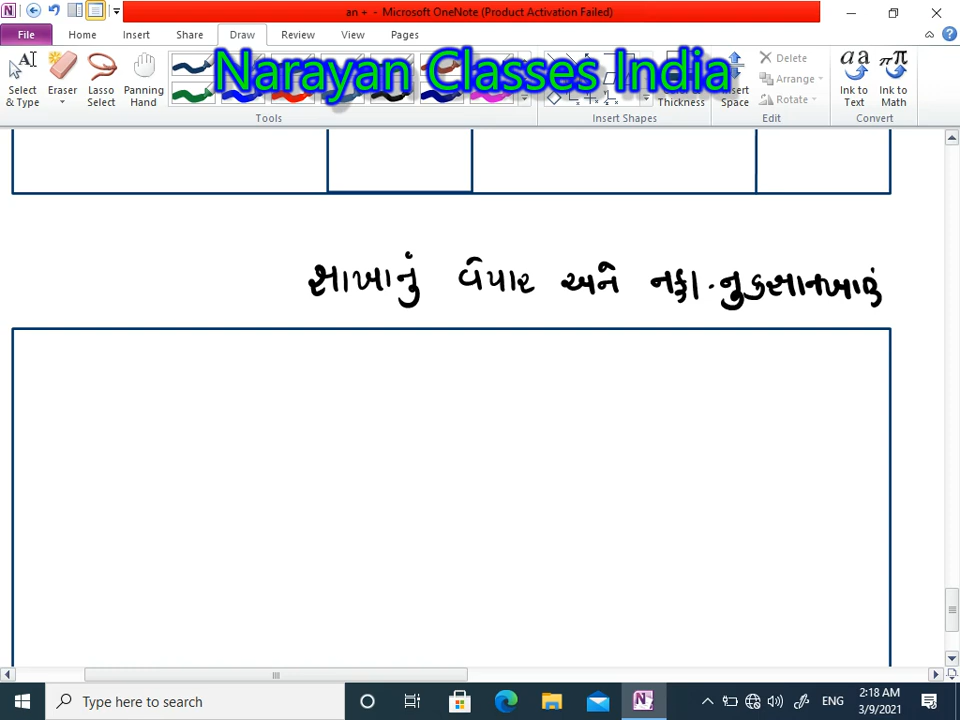 an + - Microsoft OneNote (Product Activation Failed)
File Home Insert Share Draw Review View Pages
Narayan Classes India
Select & Type
Eraser
Lasso Select
Panning Hand
Thickness
Insert Space
Delete
Arrange
Rotate
Ink to Text
Ink to Math
Tools Insert Shapes Edit Convert
સાખાનું વેપાર અને નફા-નુકસાનખાતું
Type here to search
ENG
2:18 AM
3/9/2021